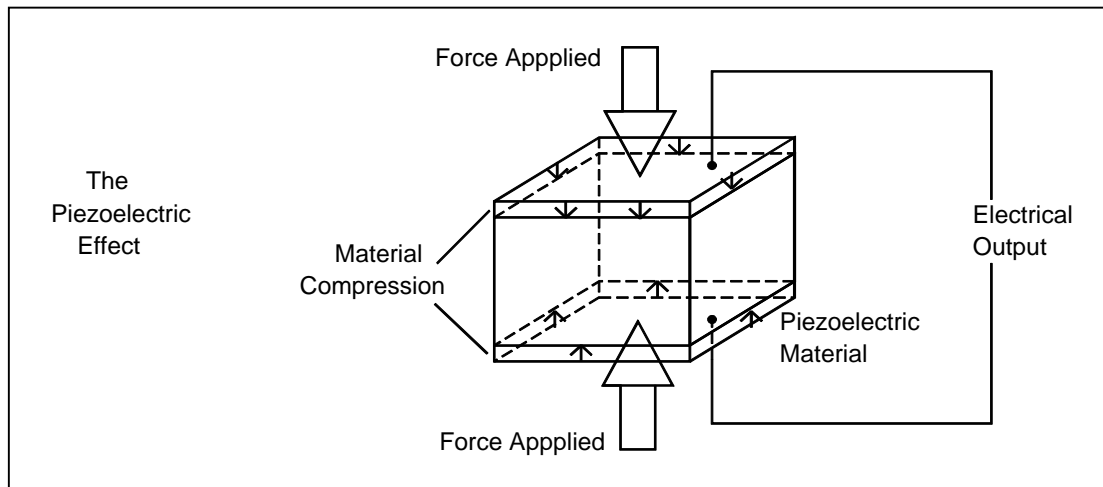 Force Appplied
The
Piezoelectric
Effect
Material
Compression
Electrical
Output
Piezoelectric
Material
Force Appplied